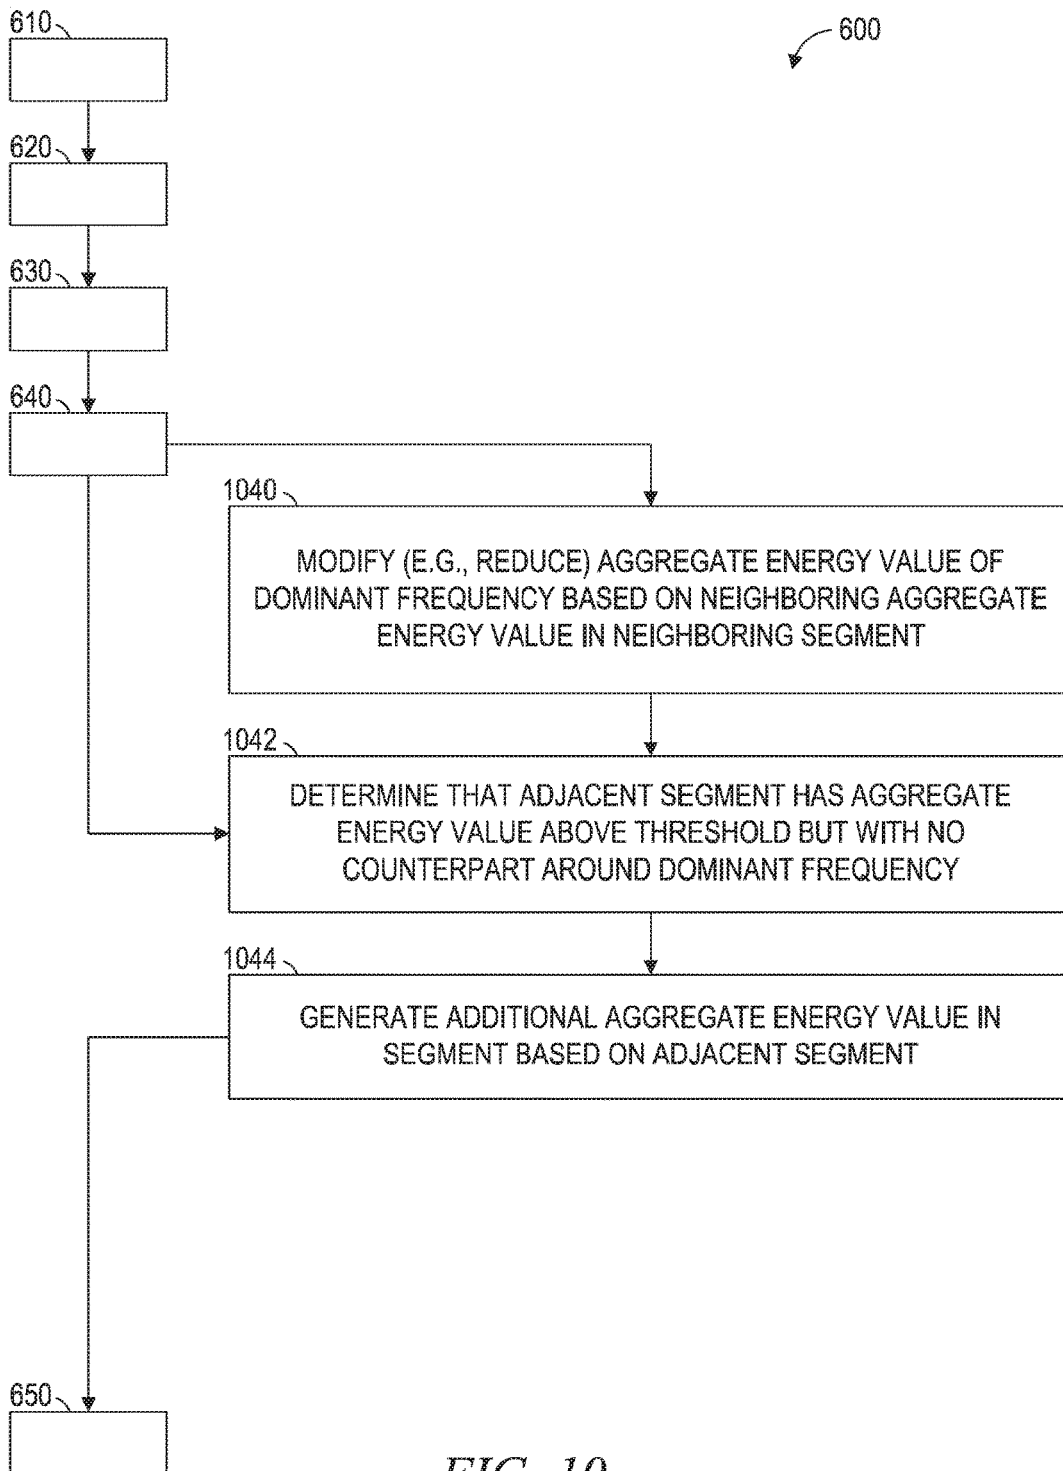 610
600
620
630
640
1040
MODIFY (E.G., REDUCE) AGGREGATE ENERGY VALUE OF
DOMINANT FREQUENCY BASED ON NEIGHBORING AGGREGATE
ENERGY VALUE IN NEIGHBORING SEGMENT
1042
DETERMINE THAT ADJACENT SEGMENT HAS AGGREGATE
ENERGY VALUE ABOVE THRESHOLD BUT WITH NO
COUNTERPART AROUND DOMINANT FREQUENCY
1044
GENERATE ADDITIONAL AGGREGATE ENERGY VALUE IN
SEGMENT BASED ON ADJACENT SEGMENT
650
FIG. 10